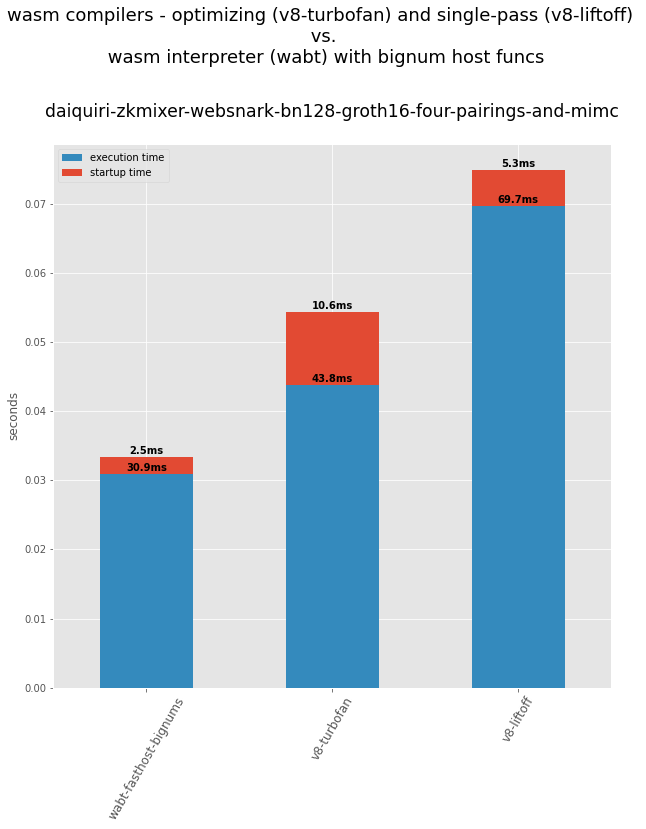 wasm compilers - optimizing (v8-turbofan) and single-pass (v8-liftoff)
vs.
wasm interpreter (wabt) with bignum host funcs
daiquiri-zkmixer-websnark-bn128-groth16-four-pairings-and-mimc
execution time
startup time
5.3ms
69.7ms
10.6ms
43.8ms
2.5ms
30.9ms
0.07
0.06
0.05
0.04
0.03
0.02
0.01
0.00
seconds
wabt-fasthost-bignums
v8-turbofan
v8-liftoff